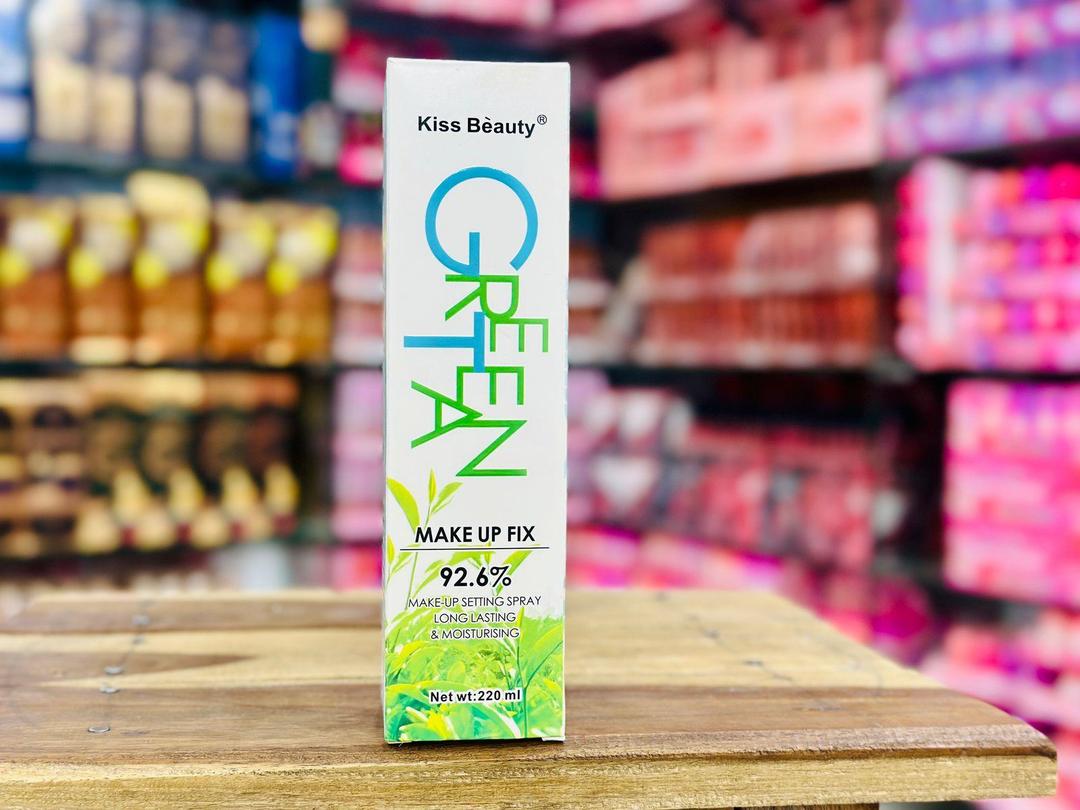 Kiss Bèauty®
GREEN
TEA
MAKE UP FIX
92.6%
MAKE-UP SETTING SPRAY
LONG LASTING
& MOISTURISING
Net wt:220 ml